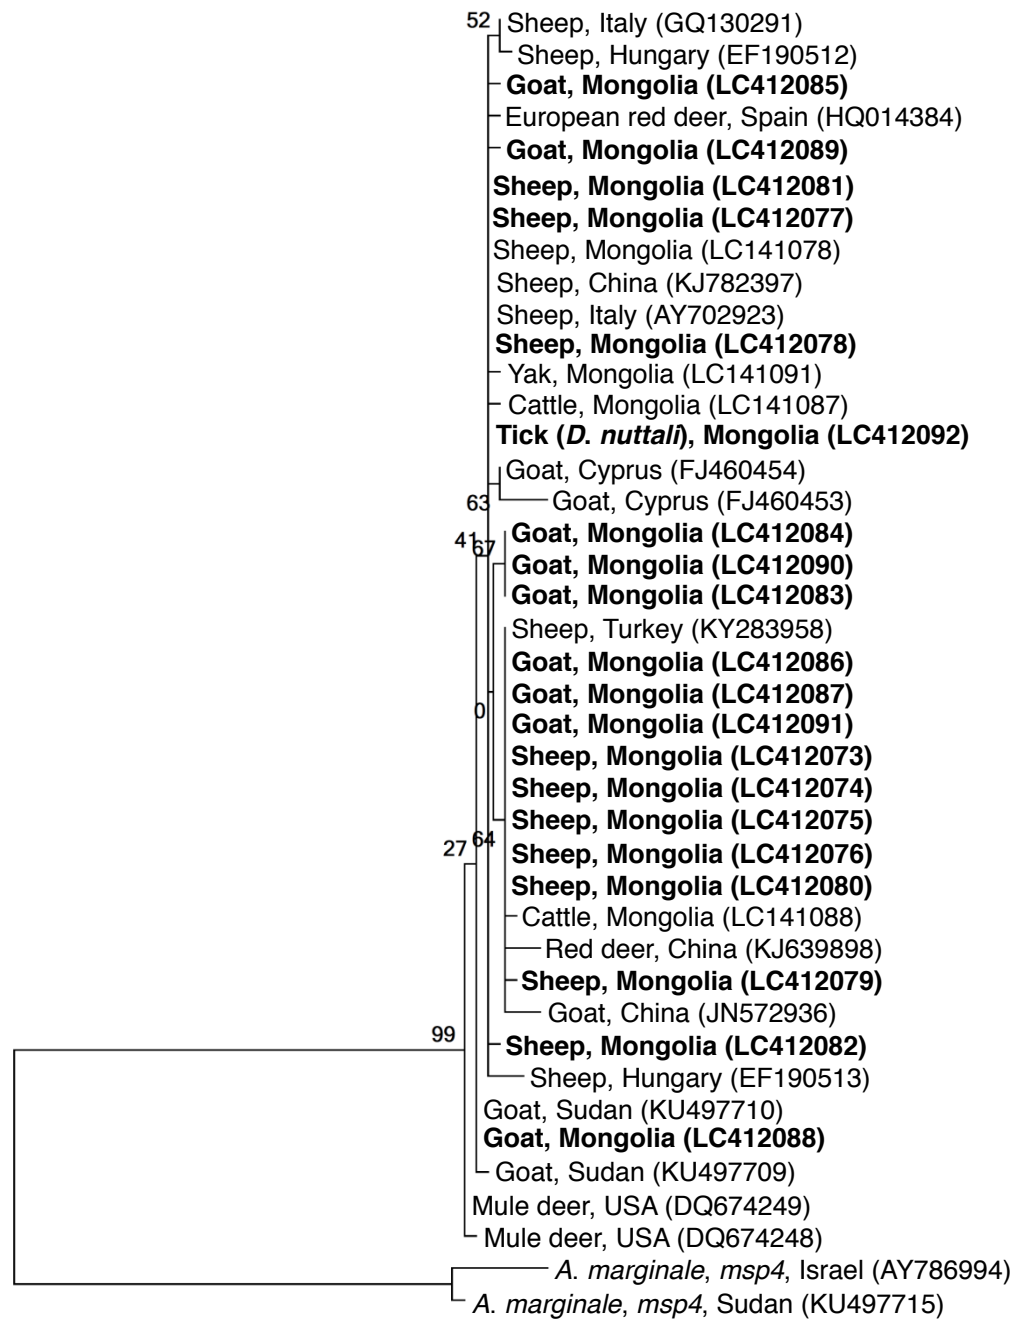 52
Sheep, Italy (GQ130291)
Sheep, Hungary (EF190512)
Goat, Mongolia (LC412085)
European red deer, Spain (HQ014384)
Goat, Mongolia (LC412089)
Sheep, Mongolia (LC412081)
Sheep, Mongolia (LC412077)
Sheep, Mongolia (LC141078)
Sheep, China (KJ782397)
Sheep, Italy (AY702923)
Sheep, Mongolia (LC412078)
Yak, Mongolia (LC141091)
Cattle, Mongolia (LC141087)
Tick (D. nuttali), Mongolia (LC412092)
Goat, Cyprus (FJ460454)
63
Goat, Cyprus (FJ460453)
41
67
Goat, Mongolia (LC412084)
Goat, Mongolia (LC412090)
Goat, Mongolia (LC412083)
Sheep, Turkey (KY283958)
Goat, Mongolia (LC412086)
Goat, Mongolia (LC412087)
0
Goat, Mongolia (LC412091)
Sheep, Mongolia (LC412073)
Sheep, Mongolia (LC412074)
Sheep, Mongolia (LC412075)
27
64
Sheep, Mongolia (LC412076)
Sheep, Mongolia (LC412080)
Cattle, Mongolia (LC141088)
Red deer, China (KJ639898)
Sheep, Mongolia (LC412079)
Goat, China (JN572936)
99
Sheep, Mongolia (LC412082)
Sheep, Hungary (EF190513)
Goat, Sudan (KU497710)
Goat, Mongolia (LC412088)
Goat, Sudan (KU497709)
Mule deer, USA (DQ674249)
Mule deer, USA (DQ674248)
A. marginale, msp4, Israel (AY786994)
A. marginale, msp4, Sudan (KU497715)